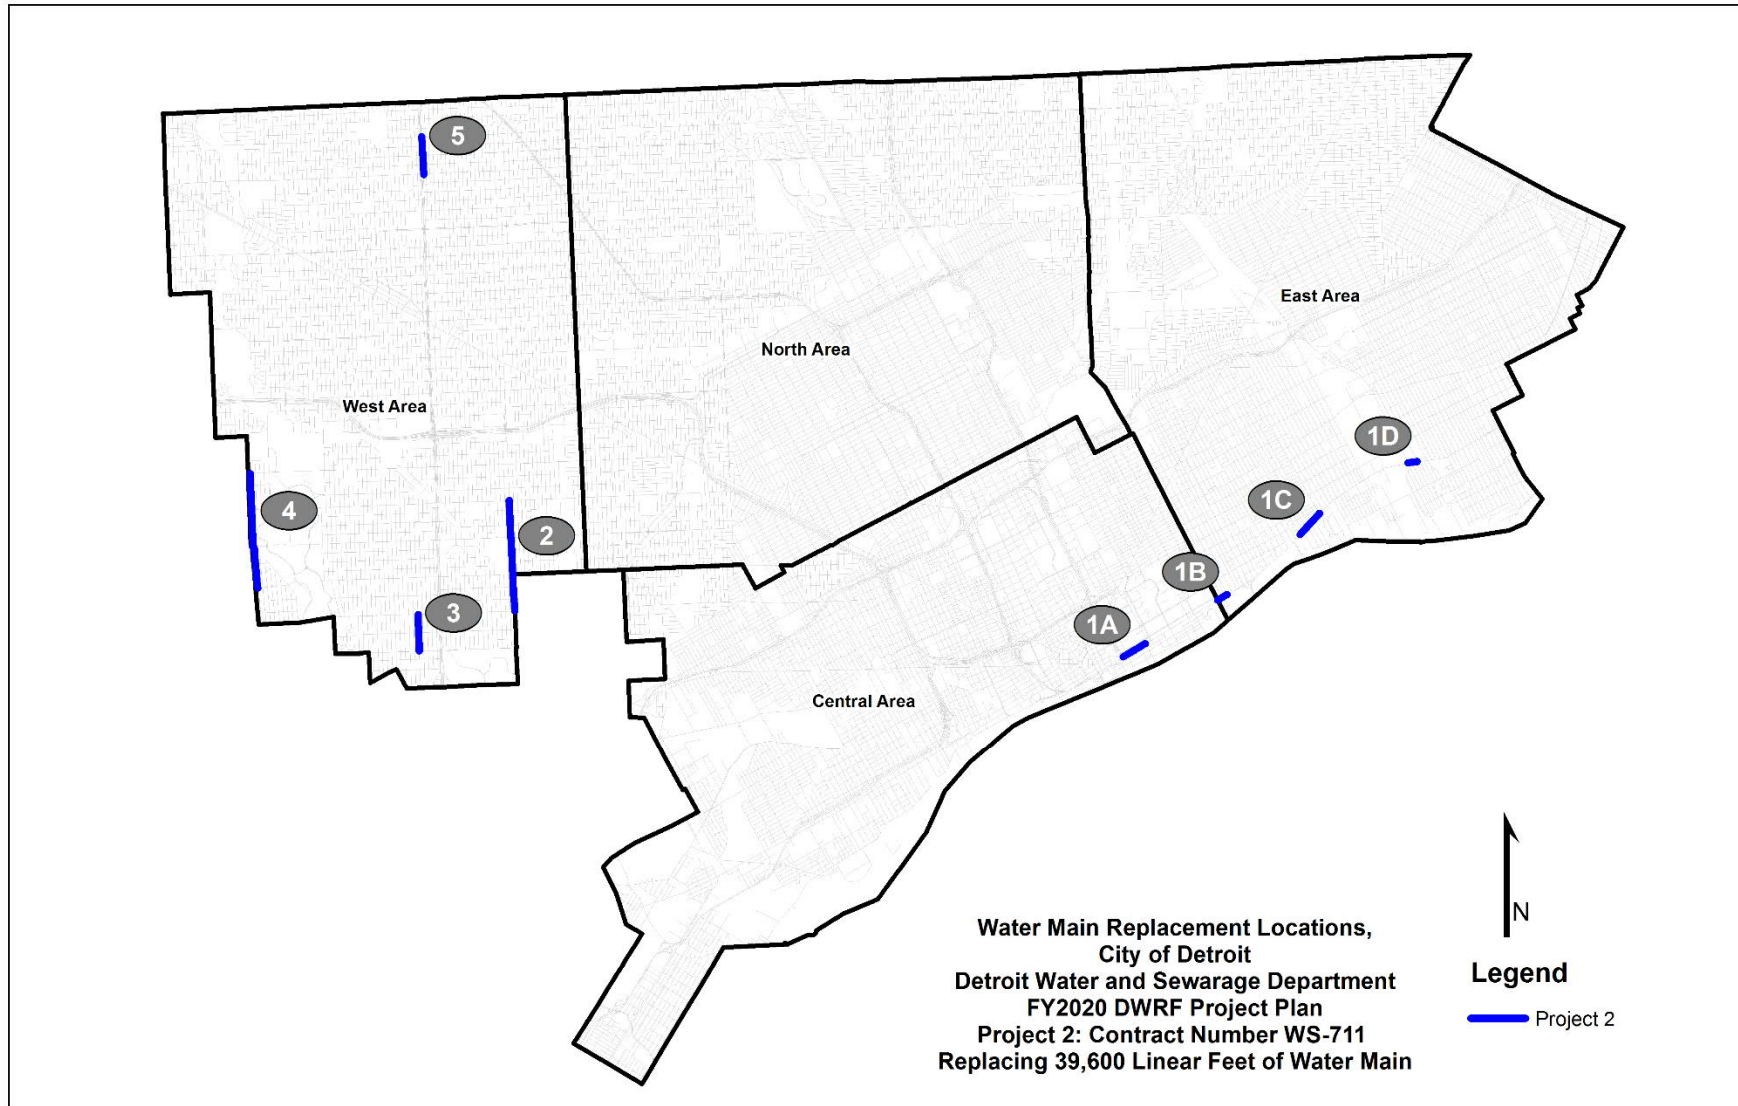 5
East Area
North Area
West Area
1D
1C
4
2
1B
3
1A
Central Area
N
Water Main Replacement Locations,
City of Detroit
Detroit Water and Sewarage Department
FY2020 DWRF Project Plan
Project 2: Contract Number WS-711
Replacing 39,600 Linear Feet of Water Main
Legend
Project 2